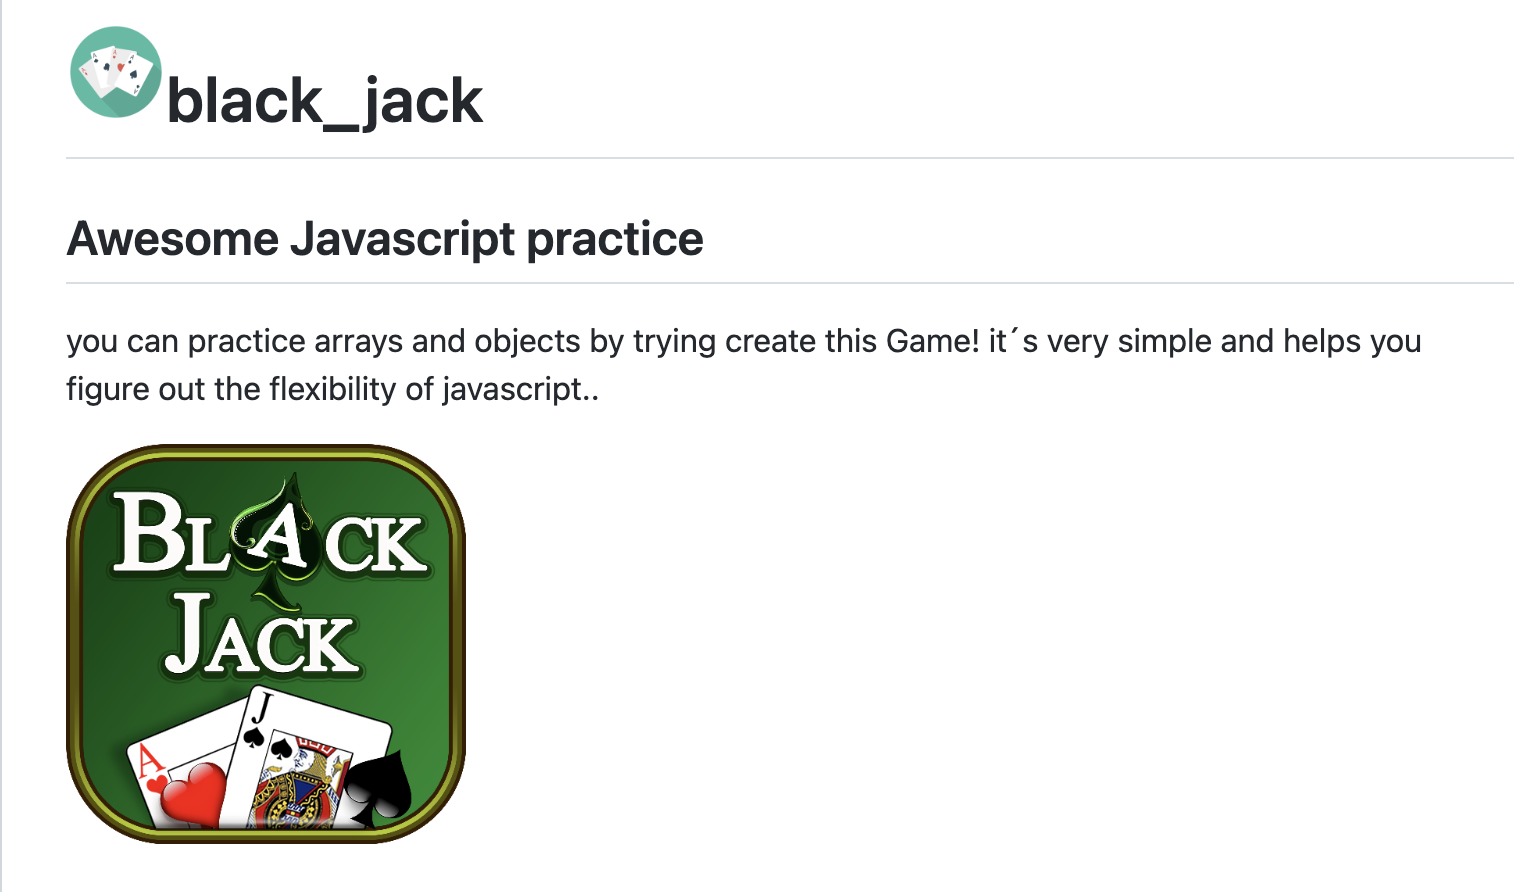 black_jack
Awesome Javascript practice
you can practice arrays and objects by trying create this Game! it´s very simple and helps you
figure out the flexibility of javascript..
BLACK
JACK
J
A